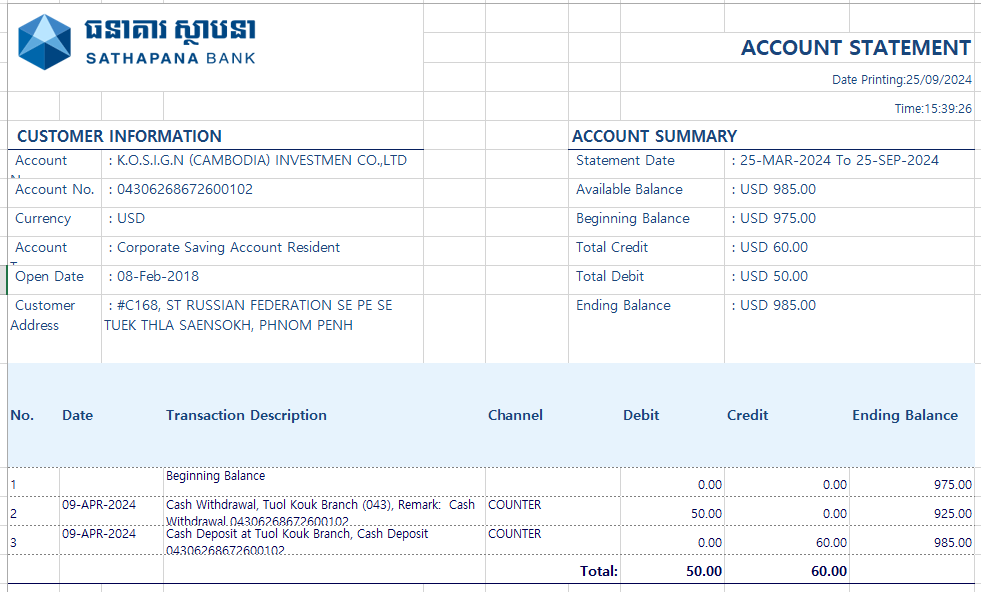 ធនាគារ ស្ថាបនា
SATHAPANA BANK
ACCOUNT STATEMENT
Date Printing:25/09/2024
Time:15:39:26
CUSTOMER INFORMATION
Account : K.O.S.I.G.N (CAMBODIA) INVESTMEN CO.,LTD
Account No. : 04306268672600102
Currency : USD
Account : Corporate Saving Account Resident
Open Date : 08-Feb-2018
Customer : #C168, ST RUSSIAN FEDERATION SE PE SE
Address TUEK THLA SAENSOKH, PHNOM PENH
ACCOUNT SUMMARY
Statement Date : 25-MAR-2024 To 25-SEP-2024
Available Balance : USD 985.00
Beginning Balance : USD 975.00
Total Credit : USD 60.00
Total Debit : USD 50.00
Ending Balance : USD 985.00
No. Date Transaction Description Channel Debit Credit Ending Balance
1 Beginning Balance 0.00 0.00 975.00
2 09-APR-2024 Cash Withdrawal, Tuol Kouk Branch (043), Remark: Cash COUNTER 50.00 0.00 925.00
Withdrawal 04306268672600102
3 09-APR-2024 Cash Deposit at Tuol Kouk Branch, Cash Deposit COUNTER 0.00 60.00 985.00
04306268672600102
Total: 50.00 60.00